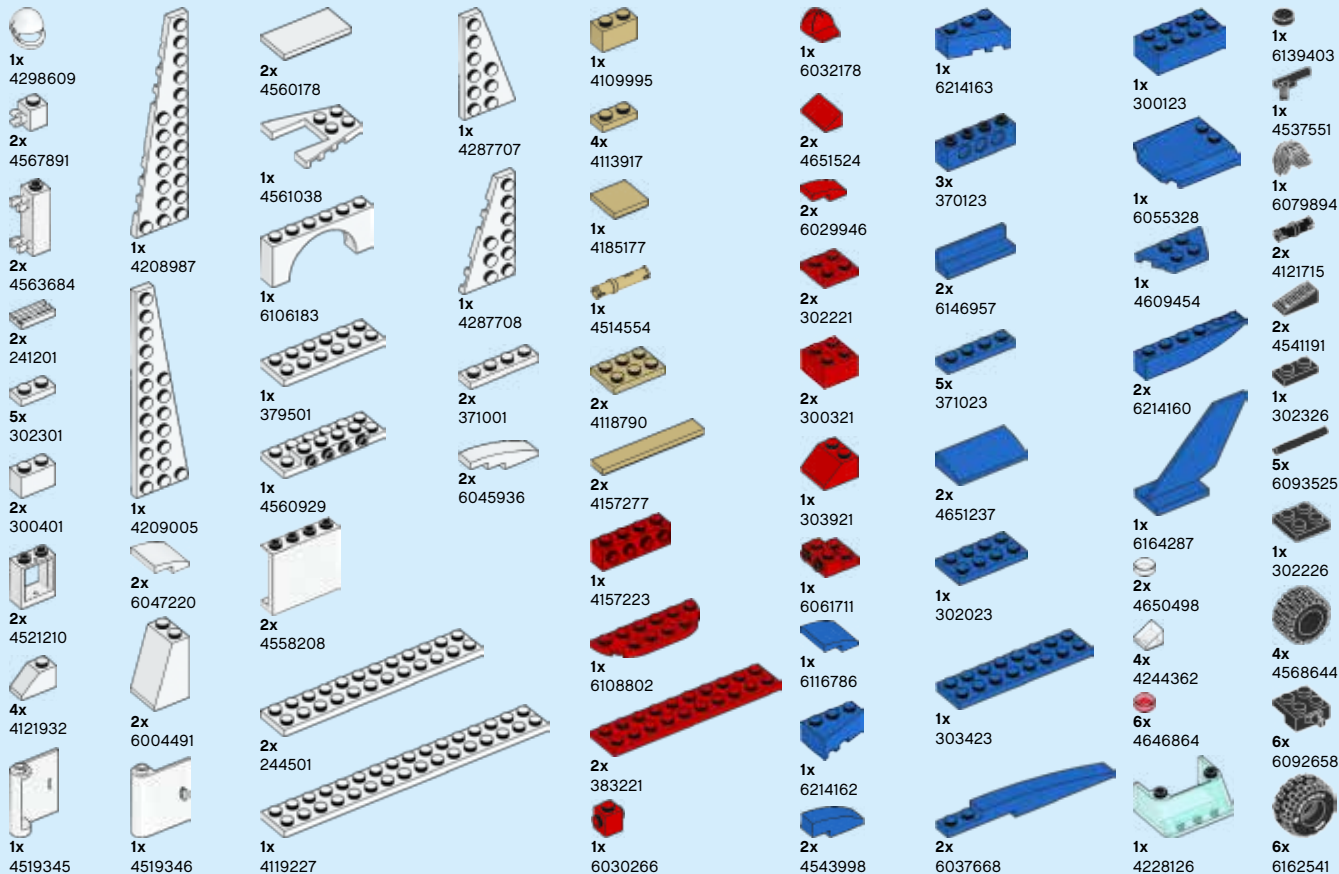 1x
4298609
2x
4567891
2x
4563684
2x
241201
5x
302301
2x
300401
2x
4521210
4x
4121932
1x
4519345
1x
4208987
1x
4209005
2x
6047220
2x
6004491
1x
4519346
2x
4560178
1x
4561038
1x
6106183
1x
379501
1x
4560929
2x
4558208
2x
244501
1x
4119227
1x
4287707
1x
4287708
2x
371001
2x
6045936
1x
4109995
4x
4113917
1x
4185177
1x
4514554
2x
4118790
2x
4157277
1x
4157223
1x
6108802
2x
383221
1x
6030266
1x
6032178
2x
4651524
2x
6029946
2x
302221
2x
300321
1x
303921
1x
6061711
1x
6116786
1x
6214162
2x
4543998
1x
6214163
3x
370123
2x
6146957
5x
371023
2x
4651237
1x
302023
1x
303423
2x
6037668
1x
300123
1x
6055328
1x
4609454
2x
6214160
1x
6164287
2x
4650498
4x
4244362
6x
4646864
1x
4228126
1x
6139403
1x
4537551
1x
6079894
2x
4121715
2x
4541191
1x
302326
5x
6093525
1x
302226
4x
4568644
6x
6092658
6x
6162541